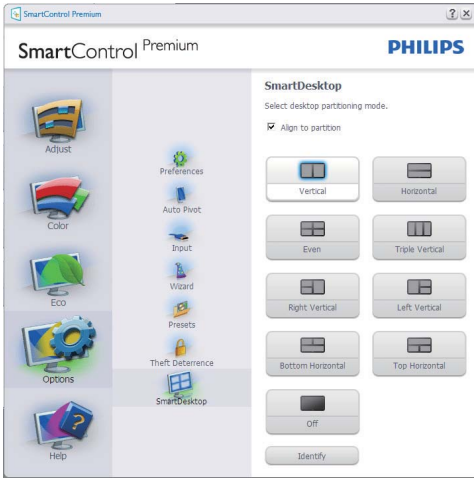 SmartControl Premium
SmartControl Premium
PHILIPS
Adjust
Color
Eco
Options
Help
Preferences
Auto Pivot
Input
Wizard
Presets
Theft Deterrence
SmartDesktop
SmartDesktop
Select desktop partitioning mode.
Align to partition
Vertical
Horizontal
Even
Triple Vertical
Right Vertical
Left Vertical
Bottom Horizontal
Top Horizontal
Off
Identify